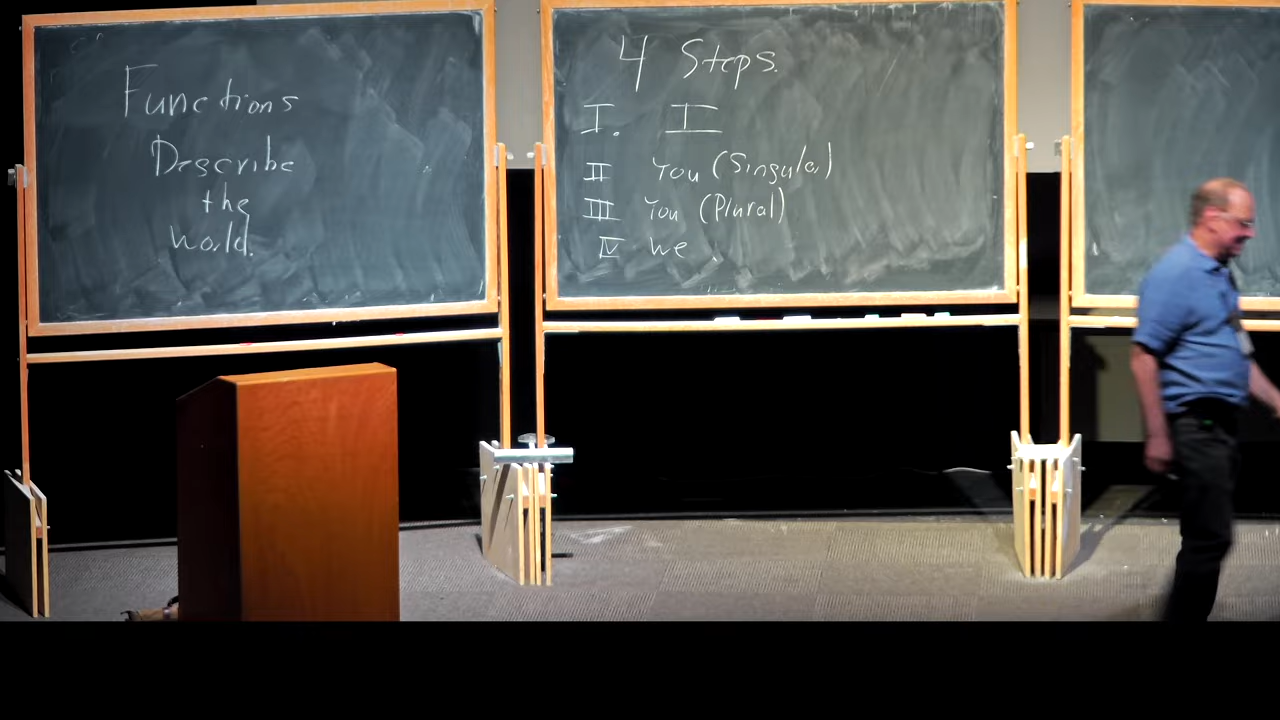 Functions
Describe
the
world.
4 Steps.
I. I
II You (Singular)
III You (Plural)
IV We